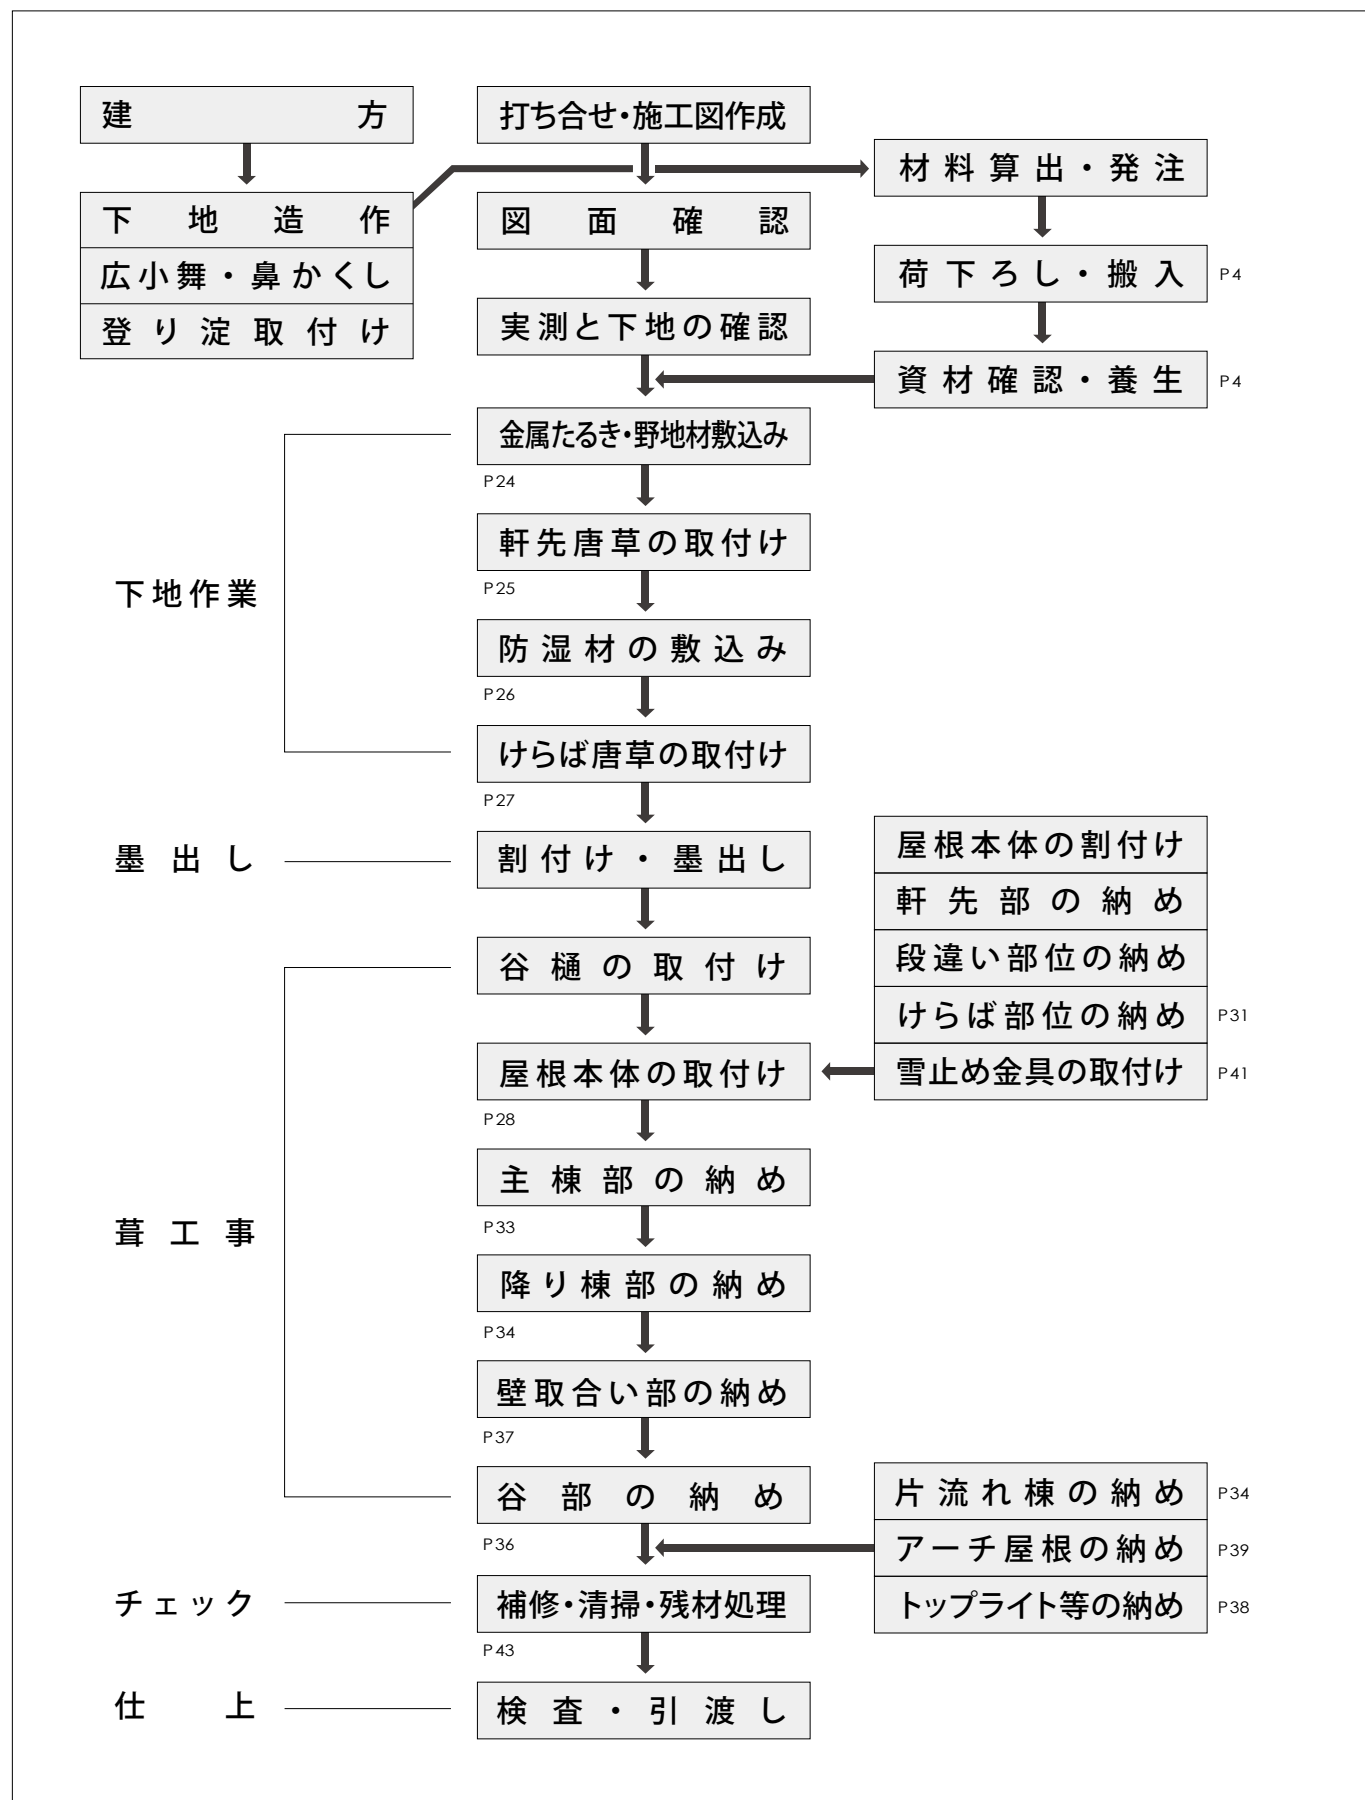 建方
下地造作
広小舞・鼻かくし
登り淀取付け
打ち合せ・施工図作成
図面確認
実測と下地の確認
材料算出・発注
荷下ろし・搬入
P4
資材確認・養生
P4
下地作業
金属たるき・野地材敷込み
P24
軒先唐草の取付け
P25
防湿材の敷込み
P26
けらば唐草の取付け
P27
墨出し
割付け・墨出し
葺工事
谷樋の取付け
屋根本体の取付け
P28
屋根本体の割付け
軒先部の納め
段違い部位の納め
けらば部位の納め
P31
雪止め金具の取付け
P41
主棟部の納め
P33
降り棟部の納め
P34
壁取合い部の納め
P37
谷部の納め
P36
片流れ棟の納め
P34
アーチ屋根の納め
P39
トップライト等の納め
P38
チェック
補修・清掃・残材処理
P43
仕上
検査・引渡し